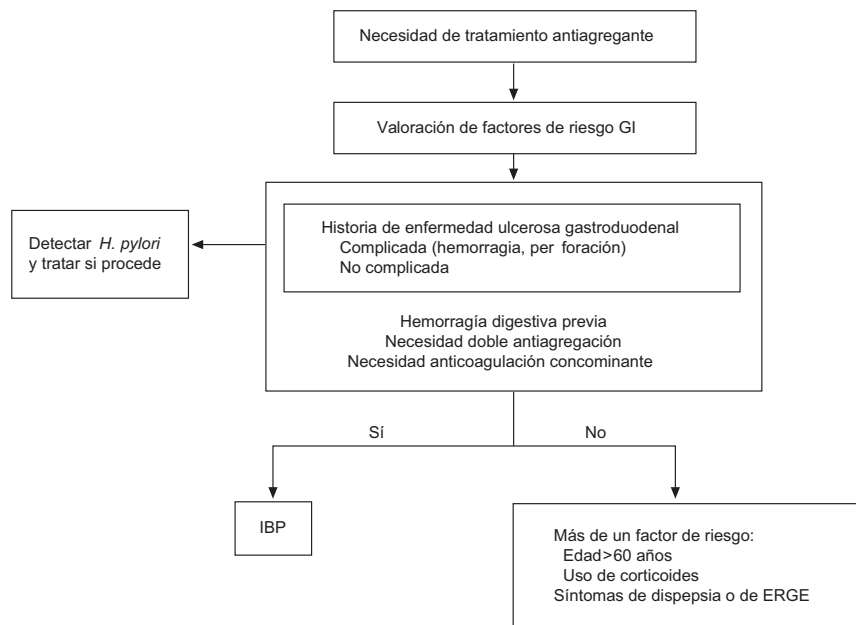 Necesidad de tratamiento antiagregante
Valoración de factores de riesgo GI
Historia de enfermedad ulcerosa gastroduodenal
Complicada (hemorragia, per foración)
No complicada
Detectar H. pylori
y tratar si procede
Hemorragía digestiva previa
Necesidad doble antiagregación
Necesidad anticoagulación concominante
Sí
No
IBP
Más de un factor de riesgo:
Edad>60 años
Uso de corticoides
Síntomas de dispepsia o de ERGE